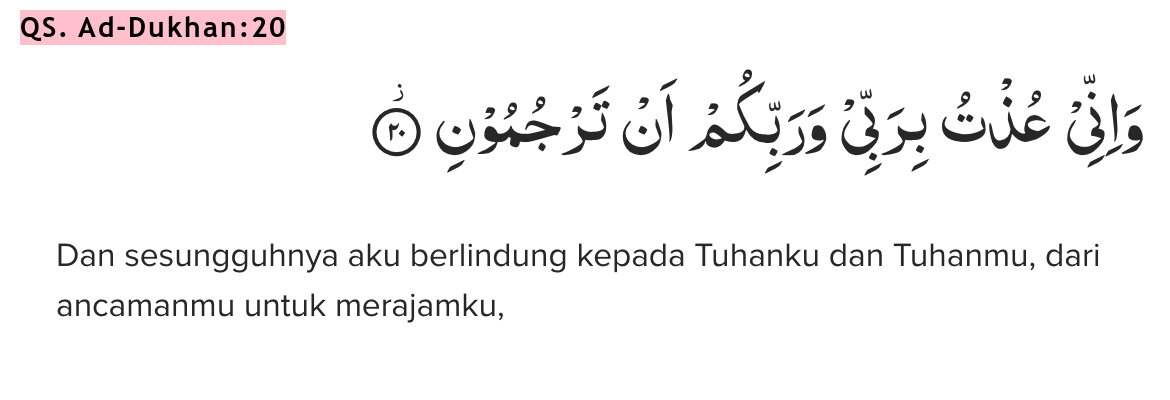 QS. Ad-Dukhan:20
وَاِنِّيْ عُذْتُ بِرَبِّيْ وَرَبِّكُمْ اَنْ تَرْجُمُوْنِ ۚ ز ٢٠
Dan sesungguhnya aku berlindung kepada Tuhanku dan Tuhanmu, dari
ancamanmu untuk merajamku,